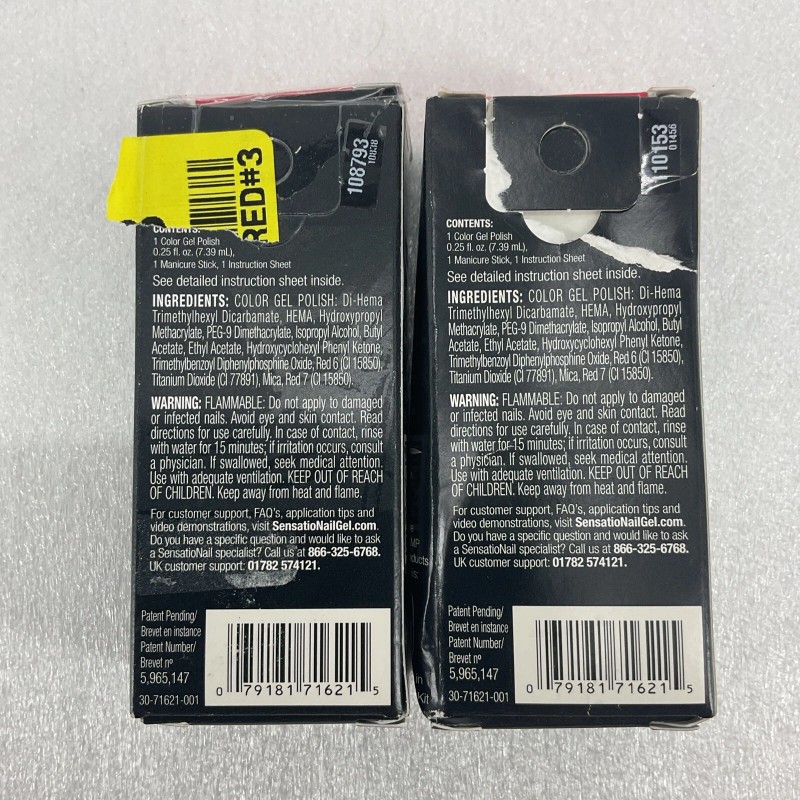 RED#3
108793
10038
CONTENTS:
1 Color Gel Polish
0.25 fl. oz. (7.39 mL),
1 Manicure Stick, 1 Instruction Sheet
See detailed instruction sheet inside.
INGREDIENTS: COLOR GEL POLISH: Di-Hema
Trimethylhexyl Dicarbamate, HEMA, Hydroxypropyl
Methacrylate, PEG-9 Dimethacrylate, Isopropyl Alcohol, Butyl
Acetate, Ethyl Acetate, Hydroxycyclohexyl Phenyl Ketone,
Trimethylbenzoyl Diphenylphosphine Oxide, Red 6 (CI 15850),
Titanium Dioxide (CI 77891), Mica, Red 7 (CI 15850).
WARNING: FLAMMABLE: Do not apply to damaged
or infected nails. Avoid eye and skin contact. Read
directions for use carefully. In case of contact, rinse
with water for 15 minutes; if irritation occurs, consult
a physician. If swallowed, seek medical attention.
Use with adequate ventilation. KEEP OUT OF REACH
OF CHILDREN. Keep away from heat and flame.
For customer support, FAQ's, application tips and
video demonstrations, visit SensatioNailGel.com.
Do you have a specific question and would like to ask
a SensatioNail specialist? Call us at 866-325-6768.
UK customer support: 01782 574121.
Patent Pending/
Brevet en instance
Patent Number/
Brevet nº
5,965,147
30-71621-001
0 79181 71621 5
110153
01456
CONTENTS:
1 Color Gel Polish
0.25 fl. oz. (7.39 mL),
1 Manicure Stick, 1 Instruction Sheet
See detailed instruction sheet inside.
INGREDIENTS: COLOR GEL POLISH: Di-Hema
Trimethylhexyl Dicarbamate, HEMA, Hydroxypropyl
Methacrylate, PEG-9 Dimethacrylate, Isopropyl Alcohol, Butyl
Acetate, Ethyl Acetate, Hydroxycyclohexyl Phenyl Ketone,
Trimethylbenzoyl Diphenylphosphine Oxide, Red 6 (CI 15850),
Titanium Dioxide (CI 77891), Mica, Red 7 (CI 15850).
WARNING: FLAMMABLE: Do not apply to damaged
or infected nails. Avoid eye and skin contact. Read
directions for use carefully. In case of contact, rinse
with water for 15 minutes; if irritation occurs, consult
a physician. If swallowed, seek medical attention.
Use with adequate ventilation. KEEP OUT OF REACH
OF CHILDREN. Keep away from heat and flame.
For customer support, FAQ's, application tips and
video demonstrations, visit SensatioNailGel.com.
Do you have a specific question and would like to ask
a SensatioNail specialist? Call us at 866-325-6768.
UK customer support: 01782 574121.
Patent Pending/
Brevet en instance
Patent Number/
Brevet nº
5,965,147
30-71621-001
0 79181 71621 5